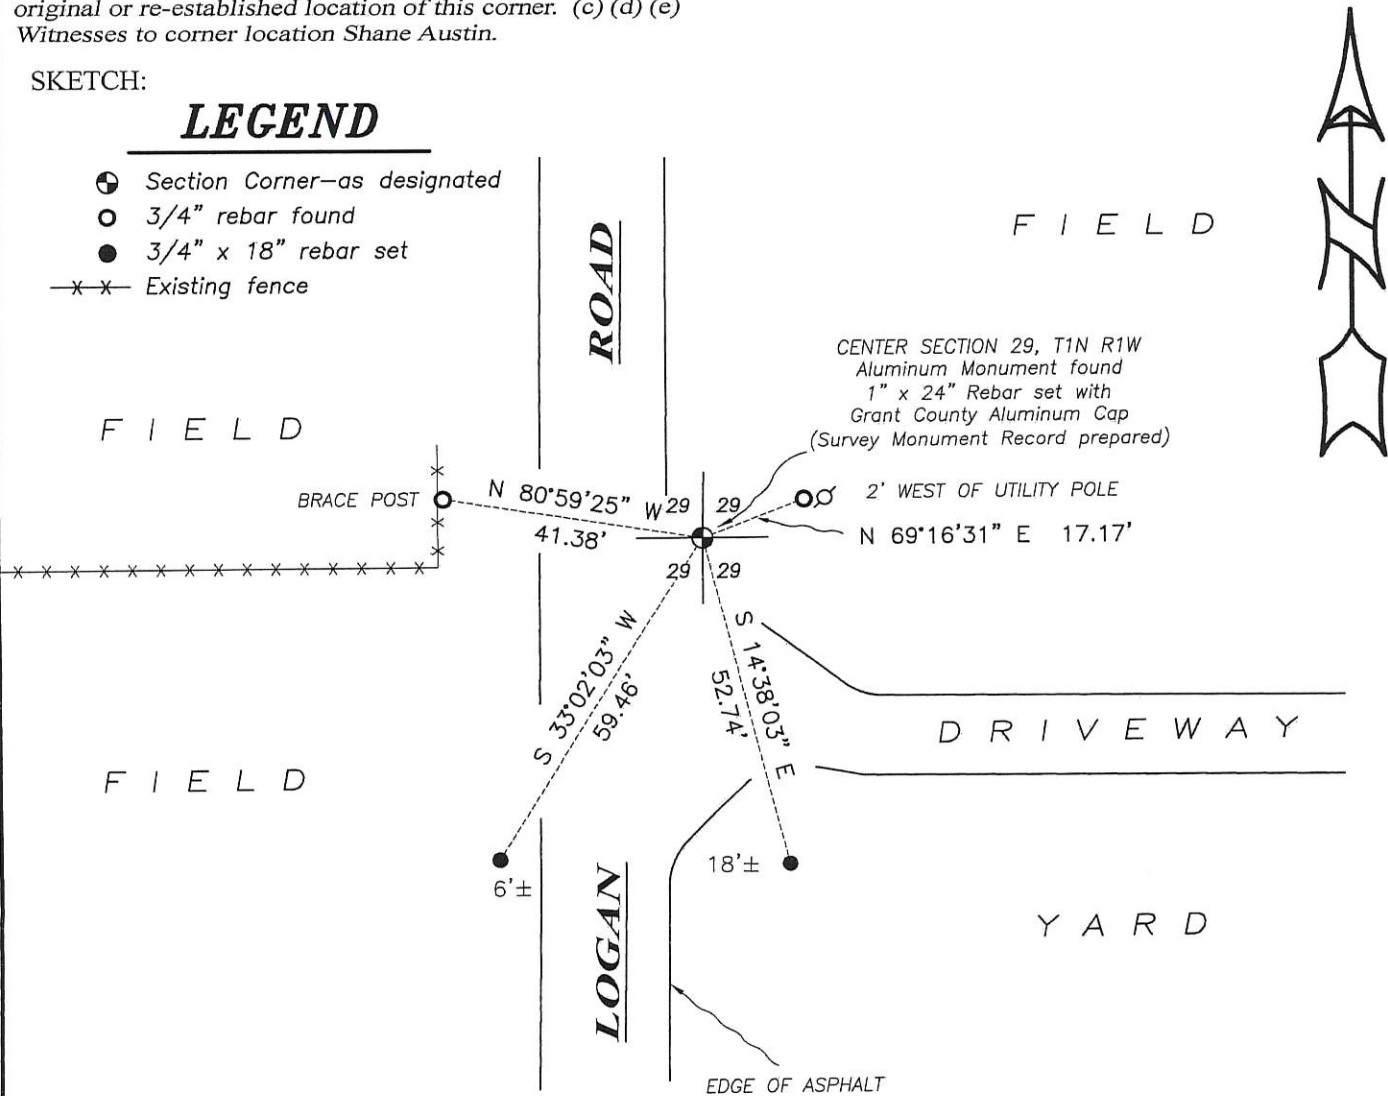 original or re-established location of this corner. (c) (d) (e)
Witnesses to corner location Shane Austin.
SKETCH:
LEGEND
Section Corner—as designated
3/4" rebar found
3/4" x 18" rebar set
Existing fence
ROAD
FIELD
N
CENTER SECTION 29, T1N R1W
Aluminum Monument found
1" x 24" Rebar set with
Grant County Aluminum Cap
(Survey Monument Record prepared)
FIELD
BRACE POST
N 80°59'25" W
41.38'
29
29
2' WEST OF UTILITY POLE
N 69°16'31" E 17.17'
29
29
S 33°02'03" W
59.46'
S 14°38'03" E
52.74'
DRIVEWAY
FIELD
6'±
18'±
LOGAN
YARD
EDGE OF ASPHALT